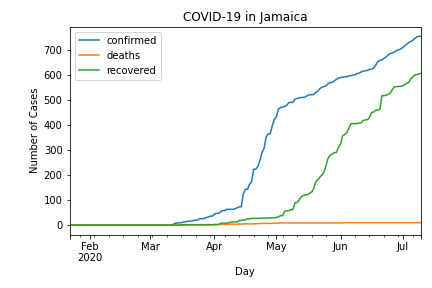 COVID-19 in Jamaica
confirmed
deaths
recovered
Number of Cases
700
600
500
400
300
200
100
0
Feb Mar Apr May Jun Jul
2020
Day